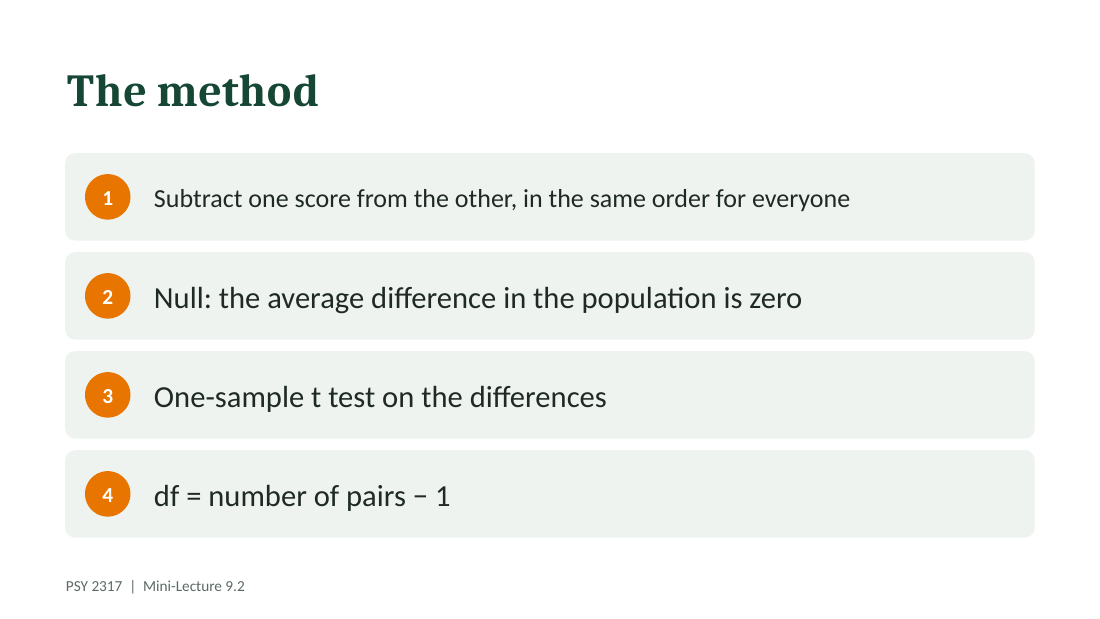 The method
1 Subtract one score from the other, in the same order for everyone
2 Null: the average difference in the population is zero
3 One-sample t test on the differences
4 df = number of pairs − 1
PSY 2317 | Mini-Lecture 9.2